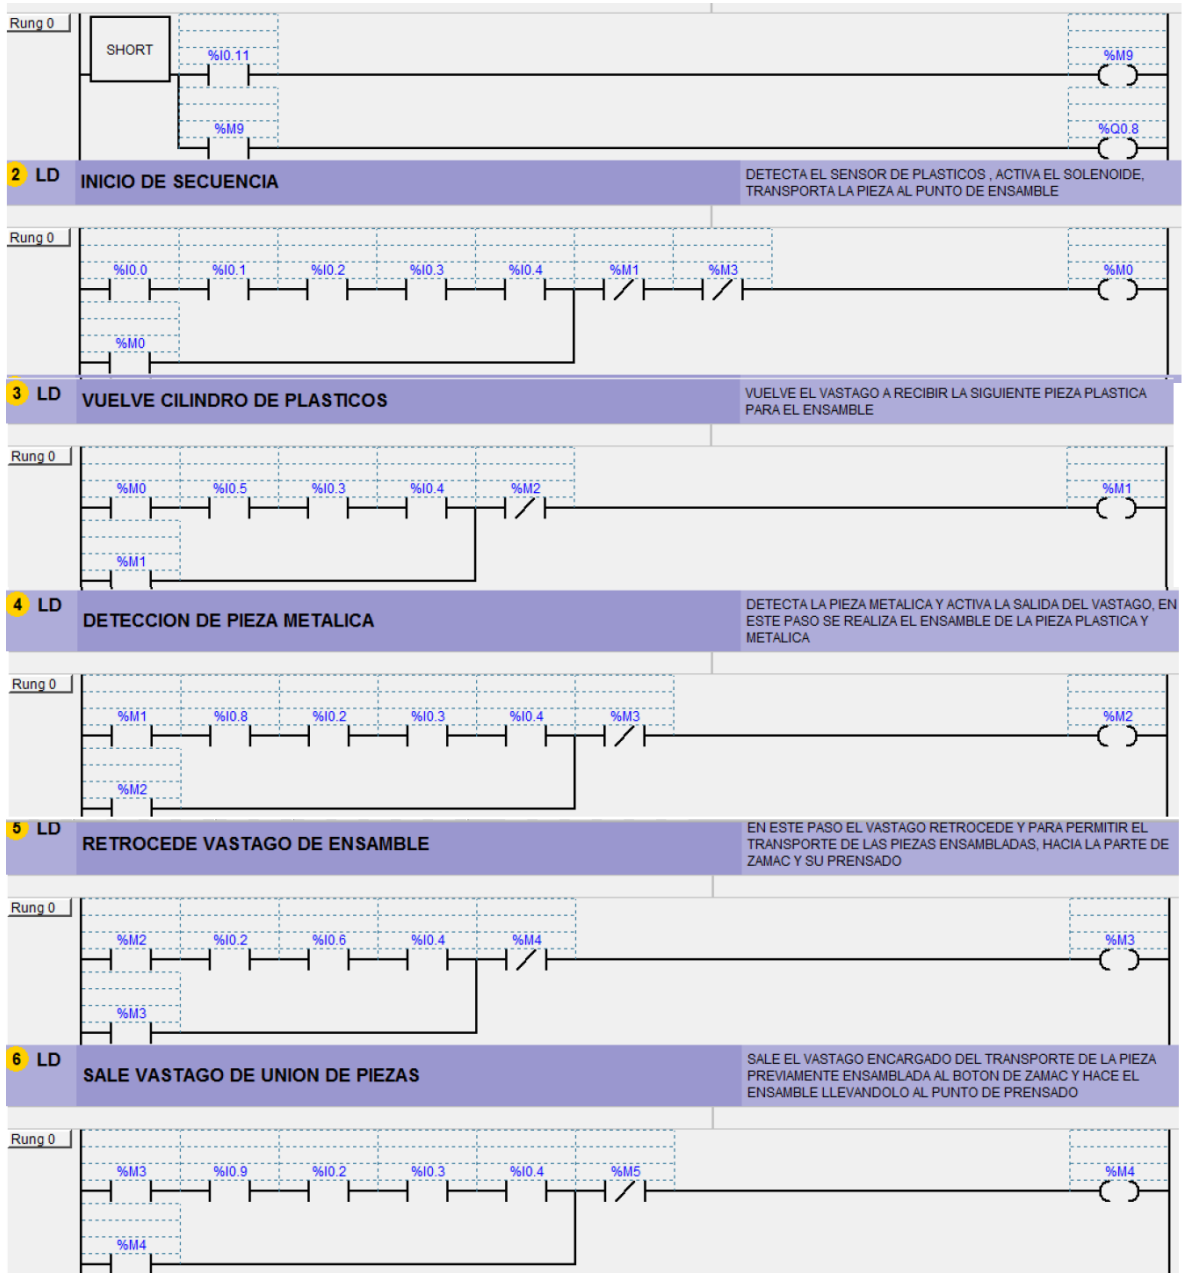 Rung 0
SHORT
%I0.11 %M9
%M9 %Q0.8
2 LD INICIO DE SECUENCIA
DETECTA EL SENSOR DE PLASTICOS , ACTIVA EL SOLENOIDE,
TRANSPORTA LA PIEZA AL PUNTO DE ENSAMBLE
Rung 0
%I0.0 %I0.1 %I0.2 %I0.3 %I0.4 %M1 %M3 %M0
%M0
3 LD VUELVE CILINDRO DE PLASTICOS
VUELVE EL VASTAGO A RECIBIR LA SIGUIENTE PIEZA PLASTICA
PARA EL ENSAMBLE
Rung 0
%M0 %I0.5 %I0.3 %I0.4 %M2 %M1
%M1
4 LD DETECCION DE PIEZA METALICA
DETECTA LA PIEZA METALICA Y ACTIVA LA SALIDA DEL VASTAGO, EN
ESTE PASO SE REALIZA EL ENSAMBLE DE LA PIEZA PLASTICA Y
METALICA
Rung 0
%M1 %I0.8 %I0.2 %I0.3 %I0.4 %M3 %M2
%M2
5 LD RETROCEDE VASTAGO DE ENSAMBLE
EN ESTE PASO EL VASTAGO RETROCEDE Y PARA PERMITIR EL
TRANSPORTE DE LAS PIEZAS ENSAMBLADAS, HACIA LA PARTE DE
ZAMAC Y SU PRENSADO
Rung 0
%M2 %I0.2 %I0.6 %I0.4 %M4 %M3
%M3
6 LD SALE VASTAGO DE UNION DE PIEZAS
SALE EL VASTAGO ENCARGADO DEL TRANSPORTE DE LA PIEZA
PREVIAMENTE ENSAMBLADA AL BOTON DE ZAMAC Y HACE EL
ENSAMBLE LLEVANDOLO AL PUNTO DE PRENSADO
Rung 0
%M3 %I0.9 %I0.2 %I0.3 %I0.4 %M5 %M4
%M4